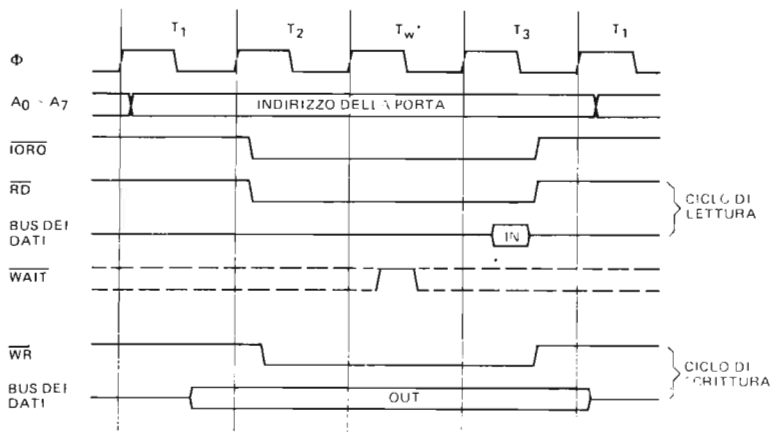 T1 T2 Tw* T3 T1
Φ
A0 - A7 INDIRIZZO DELLA PORTA
IORQ
RD
CICLO DI
LETTURA
BUS DEI
DATI IN
WAIT
WR
CICLO DI
SCRITTURA
BUS DEI
DATI OUT